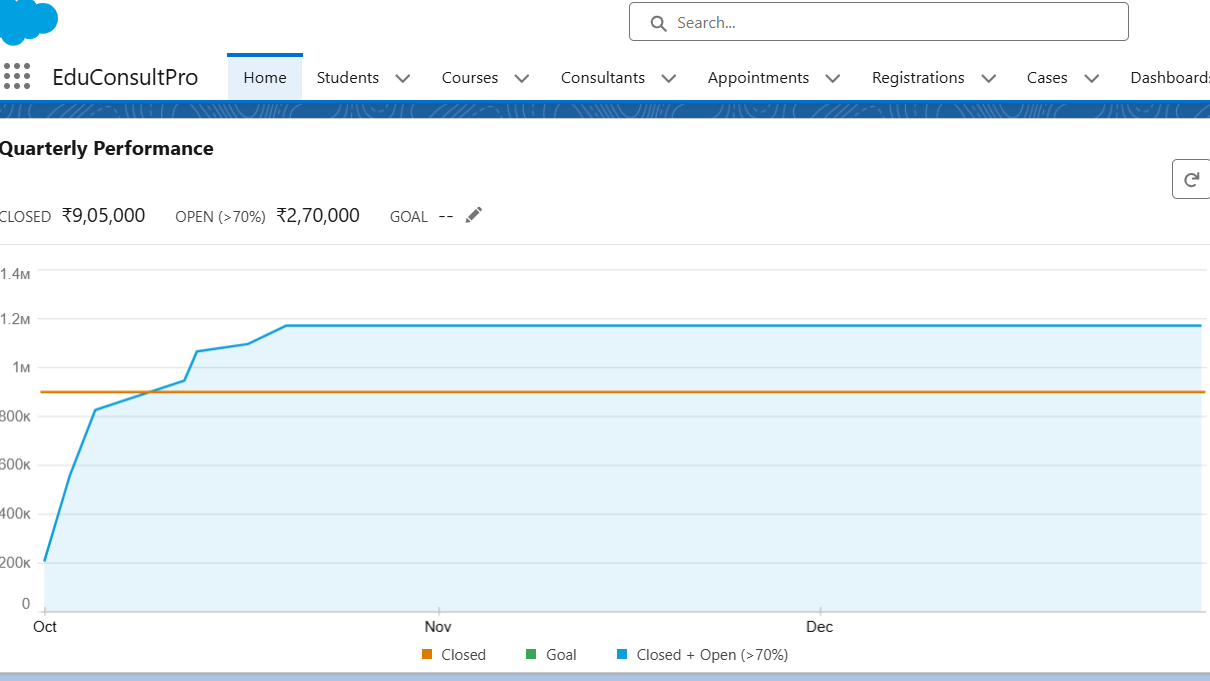 Search...
EduConsultPro Home Students Courses Consultants Appointments Registrations Cases Dashboards
Quarterly Performance
CLOSED ₹9,05,000 OPEN (>70%) ₹2,70,000 GOAL --
1.4M
1.2M
1M
800K
600K
400K
200K
0
Oct Nov Dec
Closed Goal Closed + Open (>70%)